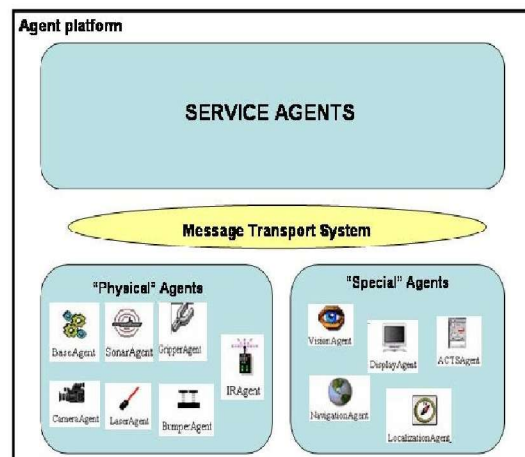 Agent platform
SERVICE AGENTS
Message Transport System
"Physical" Agents
"Special" Agents
BaseAgent
SonarAgent
GripperAgent
IRAgent
CameraAgent
LaserAgent
BumperAgent
VisionAgent
DisplayAgent
ACTSAgent
NavigationAgent
LocalizationAgent